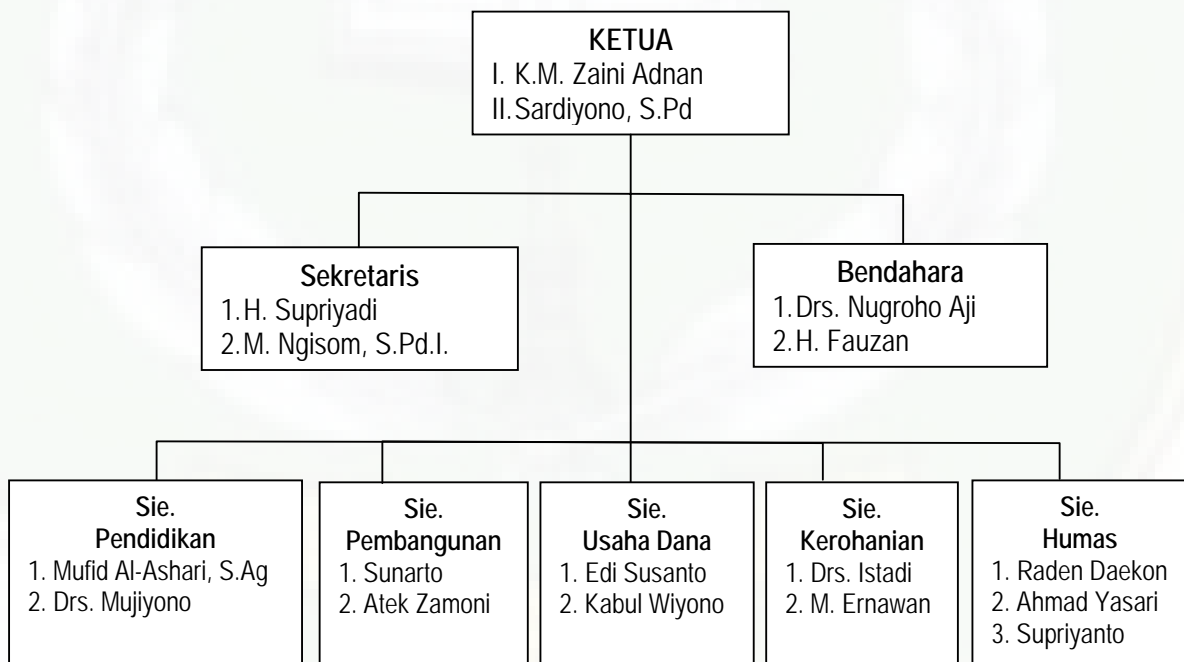 KETUA
I. K.M. Zaini Adnan
II. Sardiyono, S.Pd
Sekretaris
1. H. Supriyadi
2. M. Ngisom, S.Pd.I.
Bendahara
1. Drs. Nugroho Aji
2. H. Fauzan
Sie.
Pendidikan
1. Mufid Al-Ashari, S.Ag
2. Drs. Mujiyono
Sie.
Pembangunan
1. Sunarto
2. Atek Zamoni
Sie.
Usaha Dana
1. Edi Susanto
2. Kabul Wiyono
Sie.
Kerohanian
1. Drs. Istadi
2. M. Ernawan
Sie.
Humas
1. Raden Daekon
2. Ahmad Yasari
3. Supriyanto